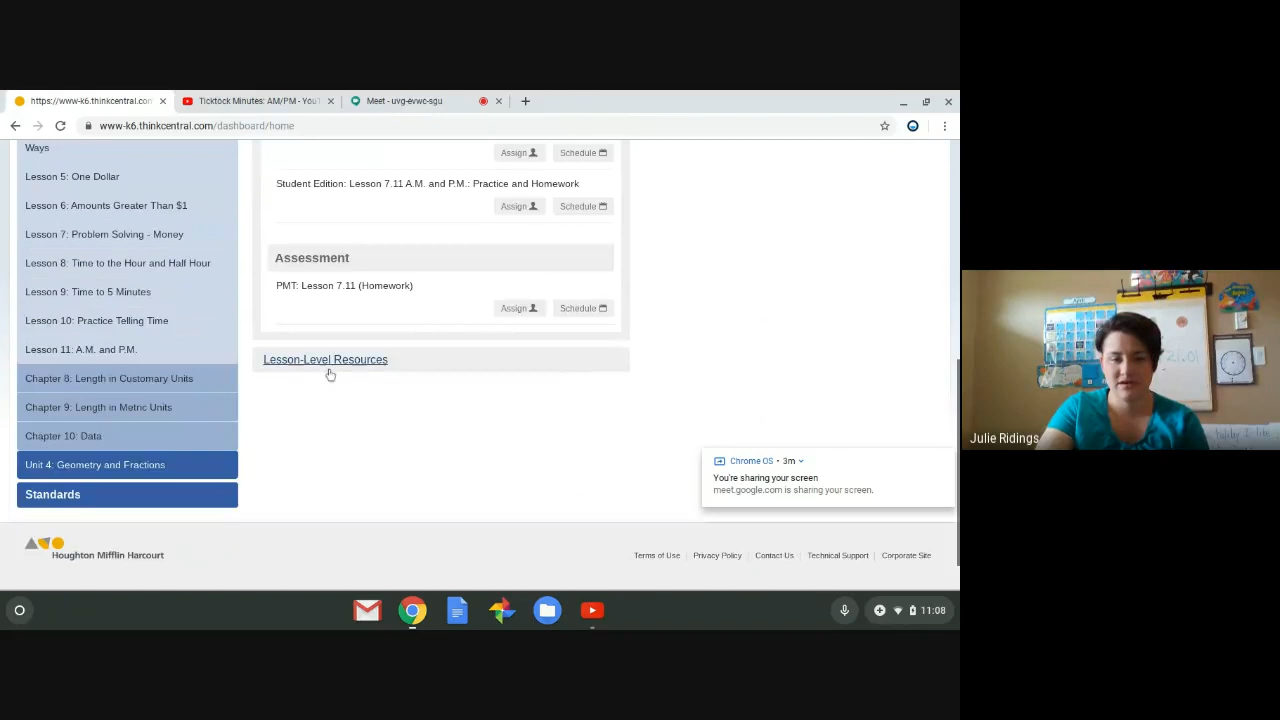 https://www-k6.thinkcentral.com
Ticktock Minutes: AM/PM - You
Meet - uvg-evwc-sgu
www-k6.thinkcentral.com/dashboard/home
Ways
Lesson 5: One Dollar
Lesson 6: Amounts Greater Than $1
Lesson 7: Problem Solving - Money
Lesson 8: Time to the Hour and Half Hour
Lesson 9: Time to 5 Minutes
Lesson 10: Practice Telling Time
Lesson 11: A.M. and P.M.
Chapter 8: Length in Customary Units
Chapter 9: Length in Metric Units
Chapter 10: Data
Unit 4: Geometry and Fractions
Standards
Assign Schedule
Student Edition: Lesson 7.11 A.M. and P.M.: Practice and Homework
Assign Schedule
Assessment
PMT: Lesson 7.11 (Homework)
Assign Schedule
Lesson-Level Resources
Chrome OS • 3m
You're sharing your screen
meet.google.com is sharing your screen.
Houghton Mifflin Harcourt
Terms of Use Privacy Policy Contact Us Technical Support Corporate Site
11:08
Julie Ridings